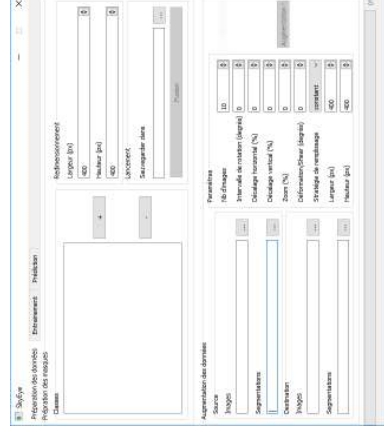 SkyEye
Préparation des données Entrainement Prédiction
Prépration des masques
Classes
+
-
Redimensionnement
Largeur (px)
400
Hauteur (px)
400
Lancement
Sauvegarder dans
...
Fusion
Augmentation des données
Source
Images
...
Segmentations
...
Destination
Images
...
Segmentations
...
Paramètres
Nb d'images
10
Intervalle de rotation (degrés)
0
Décalage horizontal (%)
0
Décalage vertical (%)
0
Zoom (%)
0
Déformation/Shear (degrés)
0
Stratégie de remplissage
constant
Largeur (px)
400
Hauteur (px)
400
Augmentation